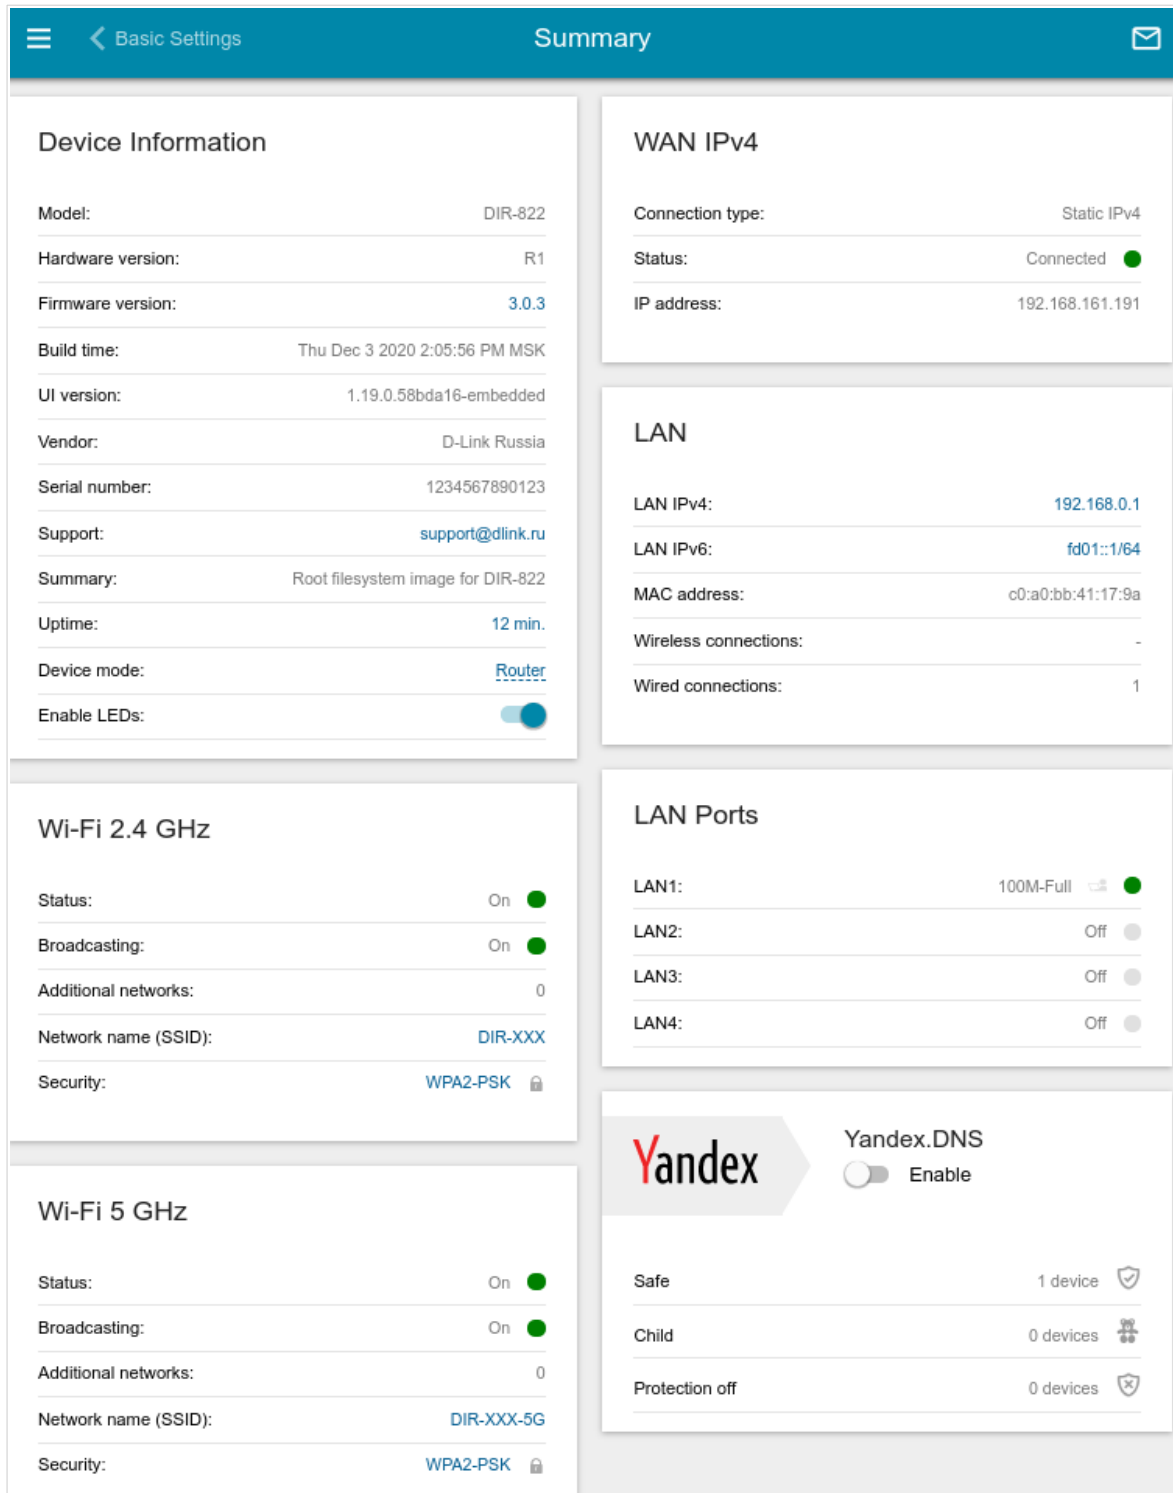 Basic Settings
Summary
Device Information
Model: DIR-822
Hardware version: R1
Firmware version: 3.0.3
Build time: Thu Dec 3 2020 2:05:56 PM MSK
UI version: 1.19.0.58bda16-embedded
Vendor: D-Link Russia
Serial number: 1234567890123
Support: support@dlink.ru
Summary: Root filesystem image for DIR-822
Uptime: 12 min.
Device mode: Router
Enable LEDs:
Wi-Fi 2.4 GHz
Status: On
Broadcasting: On
Additional networks: 0
Network name (SSID): DIR-XXX
Security: WPA2-PSK
Wi-Fi 5 GHz
Status: On
Broadcasting: On
Additional networks: 0
Network name (SSID): DIR-XXX-5G
Security: WPA2-PSK
WAN IPv4
Connection type: Static IPv4
Status: Connected
IP address: 192.168.161.191
LAN
LAN IPv4: 192.168.0.1
LAN IPv6: fd01::1/64
MAC address: c0:a0:bb:41:17:9a
Wireless connections: -
Wired connections: 1
LAN Ports
LAN1: 100M-Full
LAN2: Off
LAN3: Off
LAN4: Off
Yandex
Yandex.DNS
Enable
Safe 1 device
Child 0 devices
Protection off 0 devices